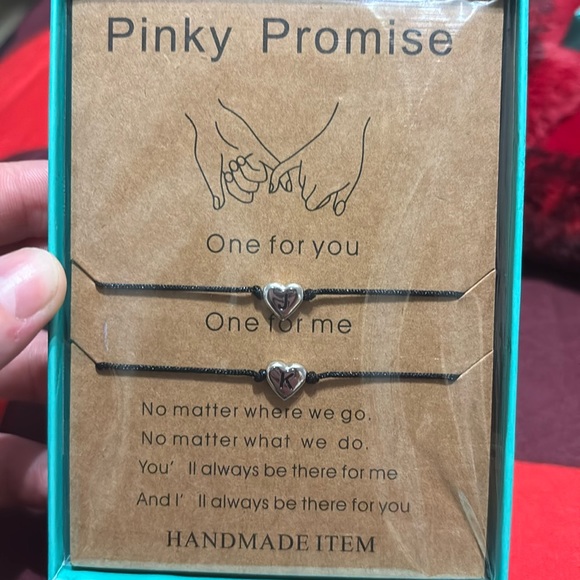 Pinky Promise
One for you
J
One for me
K
No matter where we go.
No matter what we do.
You' ll always be there for me
And I' ll always be there for you
HANDMADE ITEM